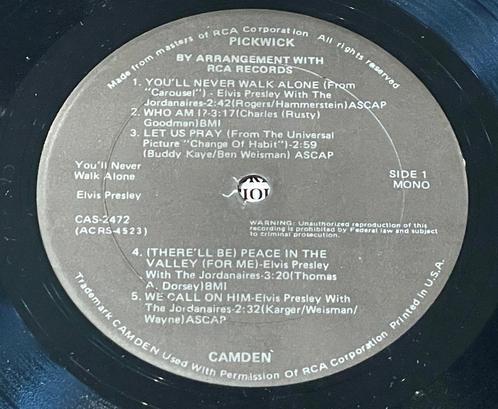 Made from masters of RCA Corporation All rights reserved
PICKWICK
BY ARRANGEMENT WITH
RCA RECORDS
1. YOU'LL NEVER WALK ALONE (From
"Carousel") - Elvis Presley With The
Jordanaires-2:42(Rogers/Hammerstein)ASCAP
2. WHO AM I?-3:17(Charles (Rusty)
Goodman)BMI
3. LET US PRAY (From The Universal
Picture "Change Of Habit")-2:59
(Buddy Kaye/Ben Weisman) ASCAP
You'll Never
Walk Alone
Elvis Presley
SIDE 1
MONO
CAS-2472
(ACRS-4523)
WARNING: Unauthorized reproduction of this
recording is prohibited by Federal law and subject
to criminal prosecution.
4. (THERE'LL BE) PEACE IN THE
VALLEY (FOR ME)-Elvis Presley
With The Jordanaires-3:20(Thomas
A. Dorsey)BMI
5. WE CALL ON HIM-Elvis Presley With
The Jordanaires-2:32(Karger/Weisman/
Wayne)ASCAP
CAMDEN
Trademark CAMDEN Used With Permission Of RCA Corporation Printed in U.S.A.